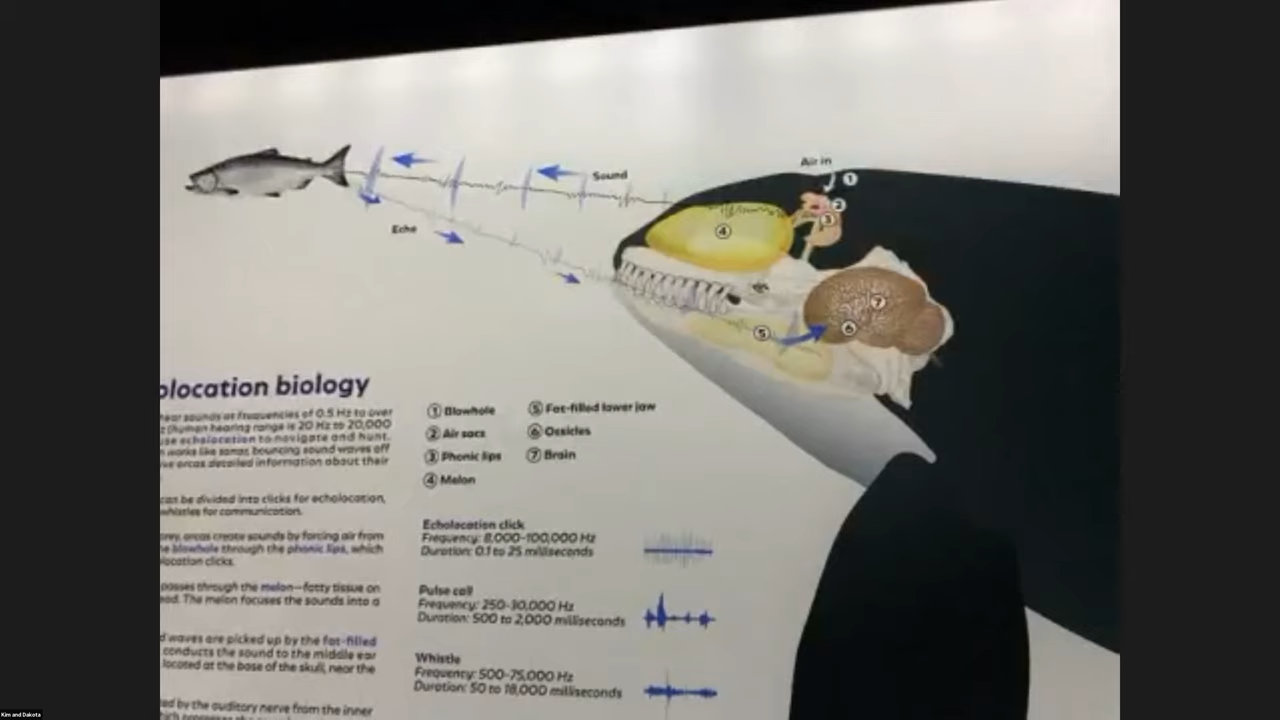 Air in
①
Sound
②
③
④
Echo
⑦
⑥
⑤
olocation biology
hear sounds at frequencies of 0.5 Hz to over
(human hearing range is 20 Hz to 20,000
use echolocation to navigate and hunt.
works like sonar, bouncing sound waves off
orcas detailed information about their
can be divided into clicks for echolocation,
whistles for communication.
orcas create sounds by forcing air from
blowhole through the phonic lips, which
location clicks.
passes through the melon—fatty tissue on
The melon focuses the sounds into a
waves are picked up by the fat-filled
conducts the sound to the middle ear
located at the base of the skull, near the
by the auditory nerve from the inner
① Blowhole
② Air sacs
③ Phonic lips
④ Melon
⑤ Fat-filled lower jaw
⑥ Ossicles
⑦ Brain
Echolocation click
Frequency: 8,000-100,000 Hz
Duration: 0.1 to 25 milliseconds
Pulse call
Frequency: 250-30,000 Hz
Duration: 500 to 2,000 milliseconds
Whistle
Frequency: 500-75,000 Hz
Duration: 50 to 18,000 milliseconds
Kim and Dakota